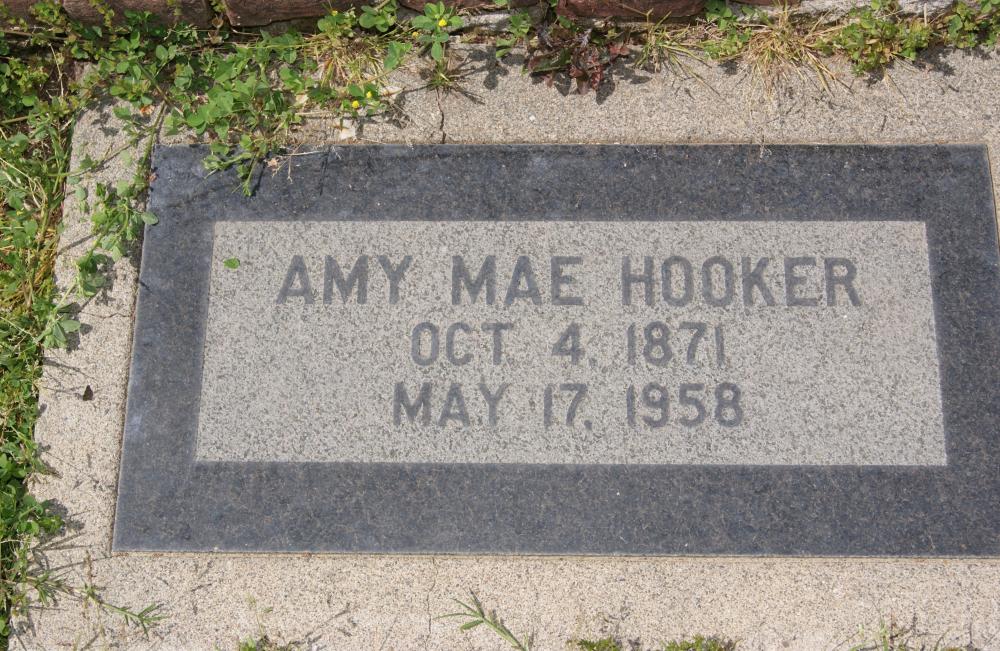 AMY MAE HOOKER
OCT 4, 1871
MAY 17, 1958